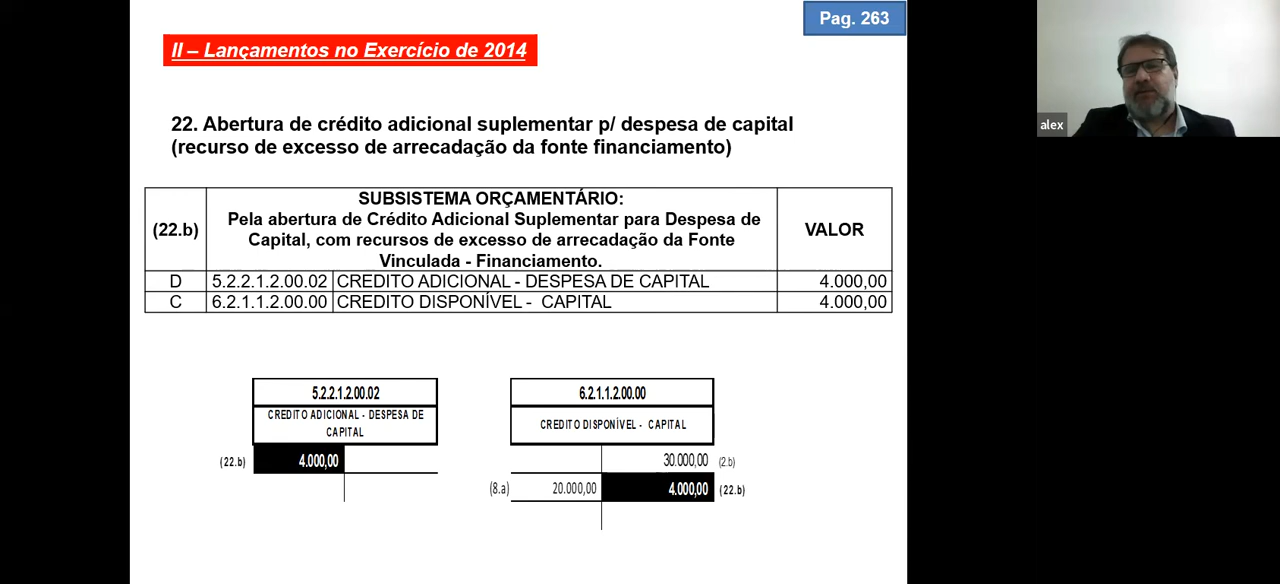 Pag. 263
II – Lançamentos no Exercício de 2014
22. Abertura de crédito adicional suplementar p/ despesa de capital
(recurso de excesso de arrecadação da fonte financiamento)
(22.b)
SUBSISTEMA ORÇAMENTÁRIO:
Pela abertura de Crédito Adicional Suplementar para Despesa de
Capital, com recursos de excesso de arrecadação da Fonte
Vinculada - Financiamento.
VALOR
D 5.2.2.1.2.00.02 CREDITO ADICIONAL - DESPESA DE CAPITAL 4.000,00
C 6.2.1.1.2.00.00 CREDITO DISPONÍVEL - CAPITAL 4.000,00
5.2.2.1.2.00.02
CREDITO ADICIONAL - DESPESA DE
CAPITAL
(22.b) 4.000,00
6.2.1.1.2.00.00
CREDITO DISPONÍVEL - CAPITAL
30.000,00 (2.b)
(8.a) 20.000,00 4.000,00 (22.b)
alex